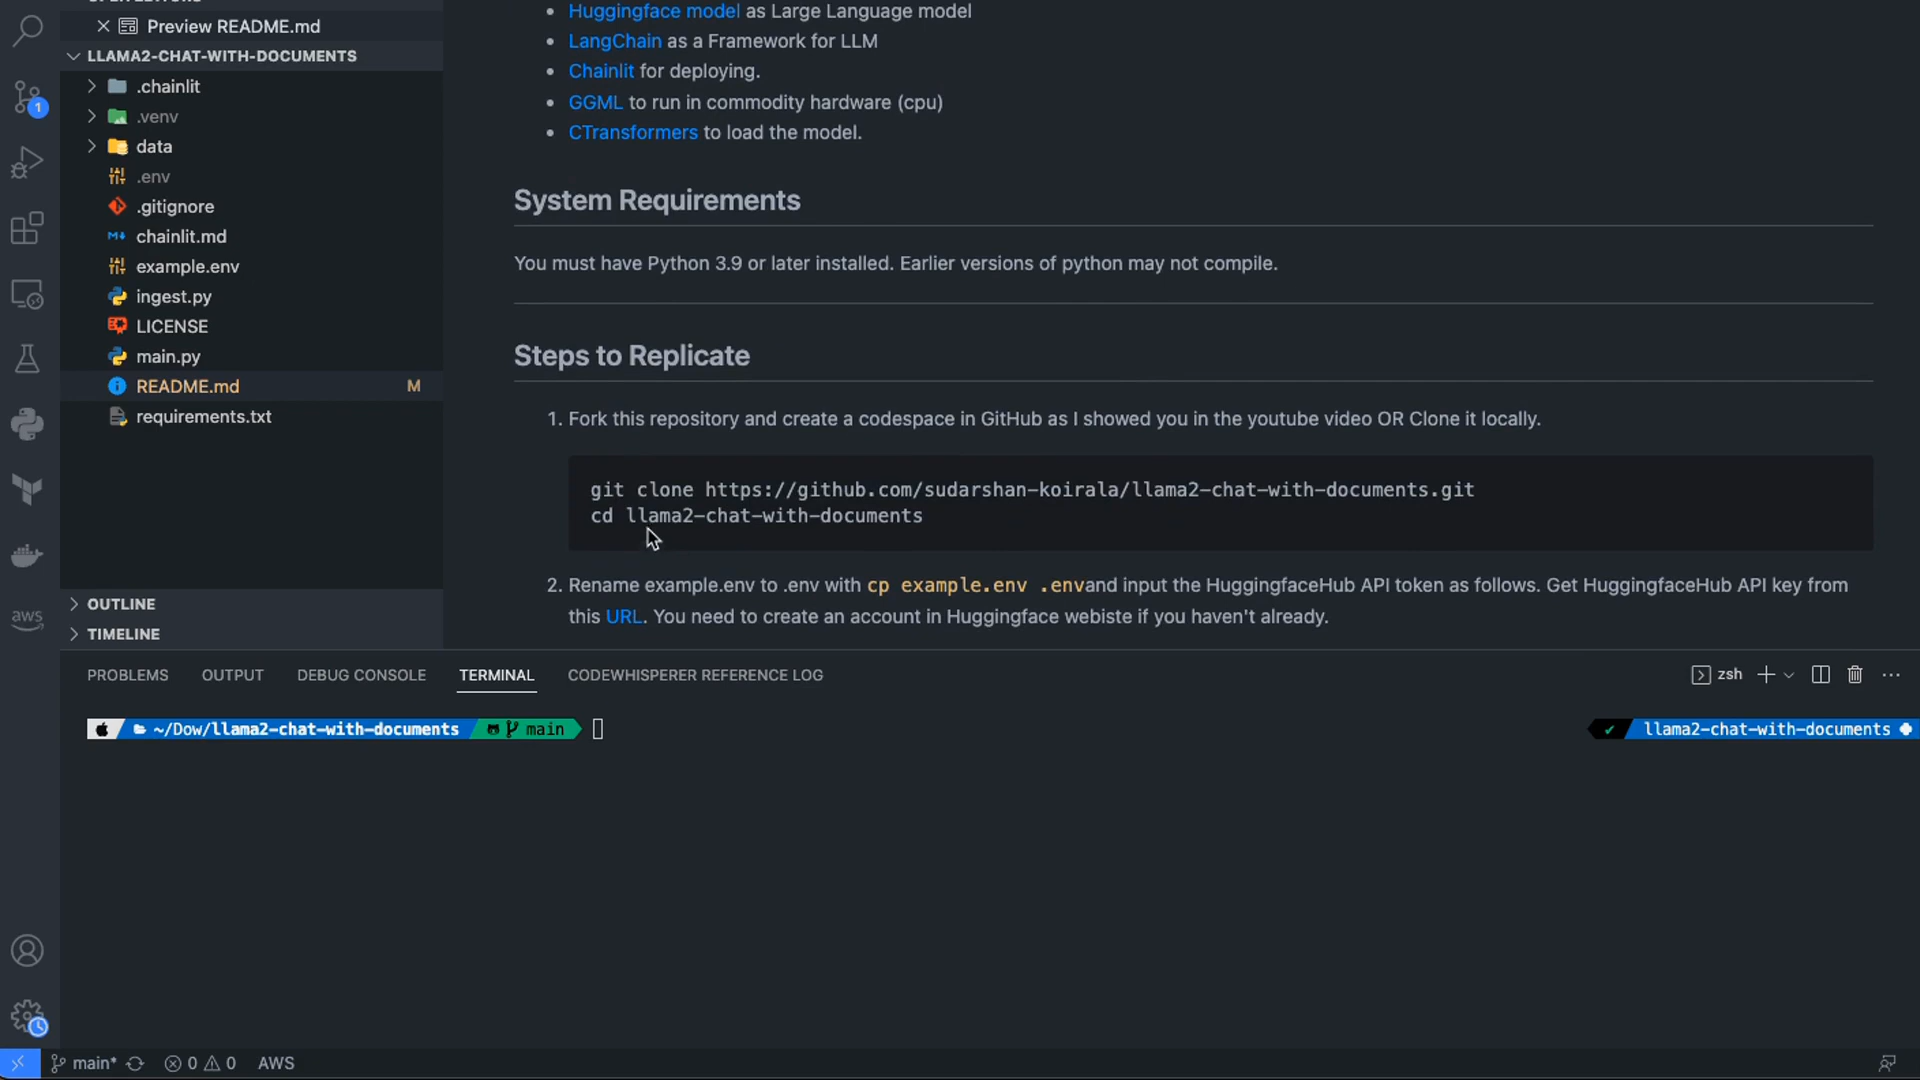 Preview README.md
LLAMA2-CHAT-WITH-DOCUMENTS
.chainlit
.venv
data
.env
.gitignore
chainlit.md
example.env
ingest.py
LICENSE
main.py
README.md M
requirements.txt
OUTLINE
TIMELINE
1
aws
Huggingface model as Large Language model
LangChain as a Framework for LLM
Chainlit for deploying.
GGML to run in commodity hardware (cpu)
CTransformers to load the model.
System Requirements
You must have Python 3.9 or later installed. Earlier versions of python may not compile.
Steps to Replicate
1. Fork this repository and create a codespace in GitHub as I showed you in the youtube video OR Clone it locally.
git clone https://github.com/sudarshan-koirala/llama2-chat-with-documents.git
cd llama2-chat-with-documents
2. Rename example.env to .env with cp example.env .envand input the HuggingfaceHub API token as follows. Get HuggingfaceHub API key from
this URL. You need to create an account in Huggingface webiste if you haven't already.
PROBLEMS OUTPUT DEBUG CONSOLE TERMINAL CODEWHISPERER REFERENCE LOG
zsh
~/Dow/llama2-chat-with-documents main
llama2-chat-with-documents
main* 0 0 AWS